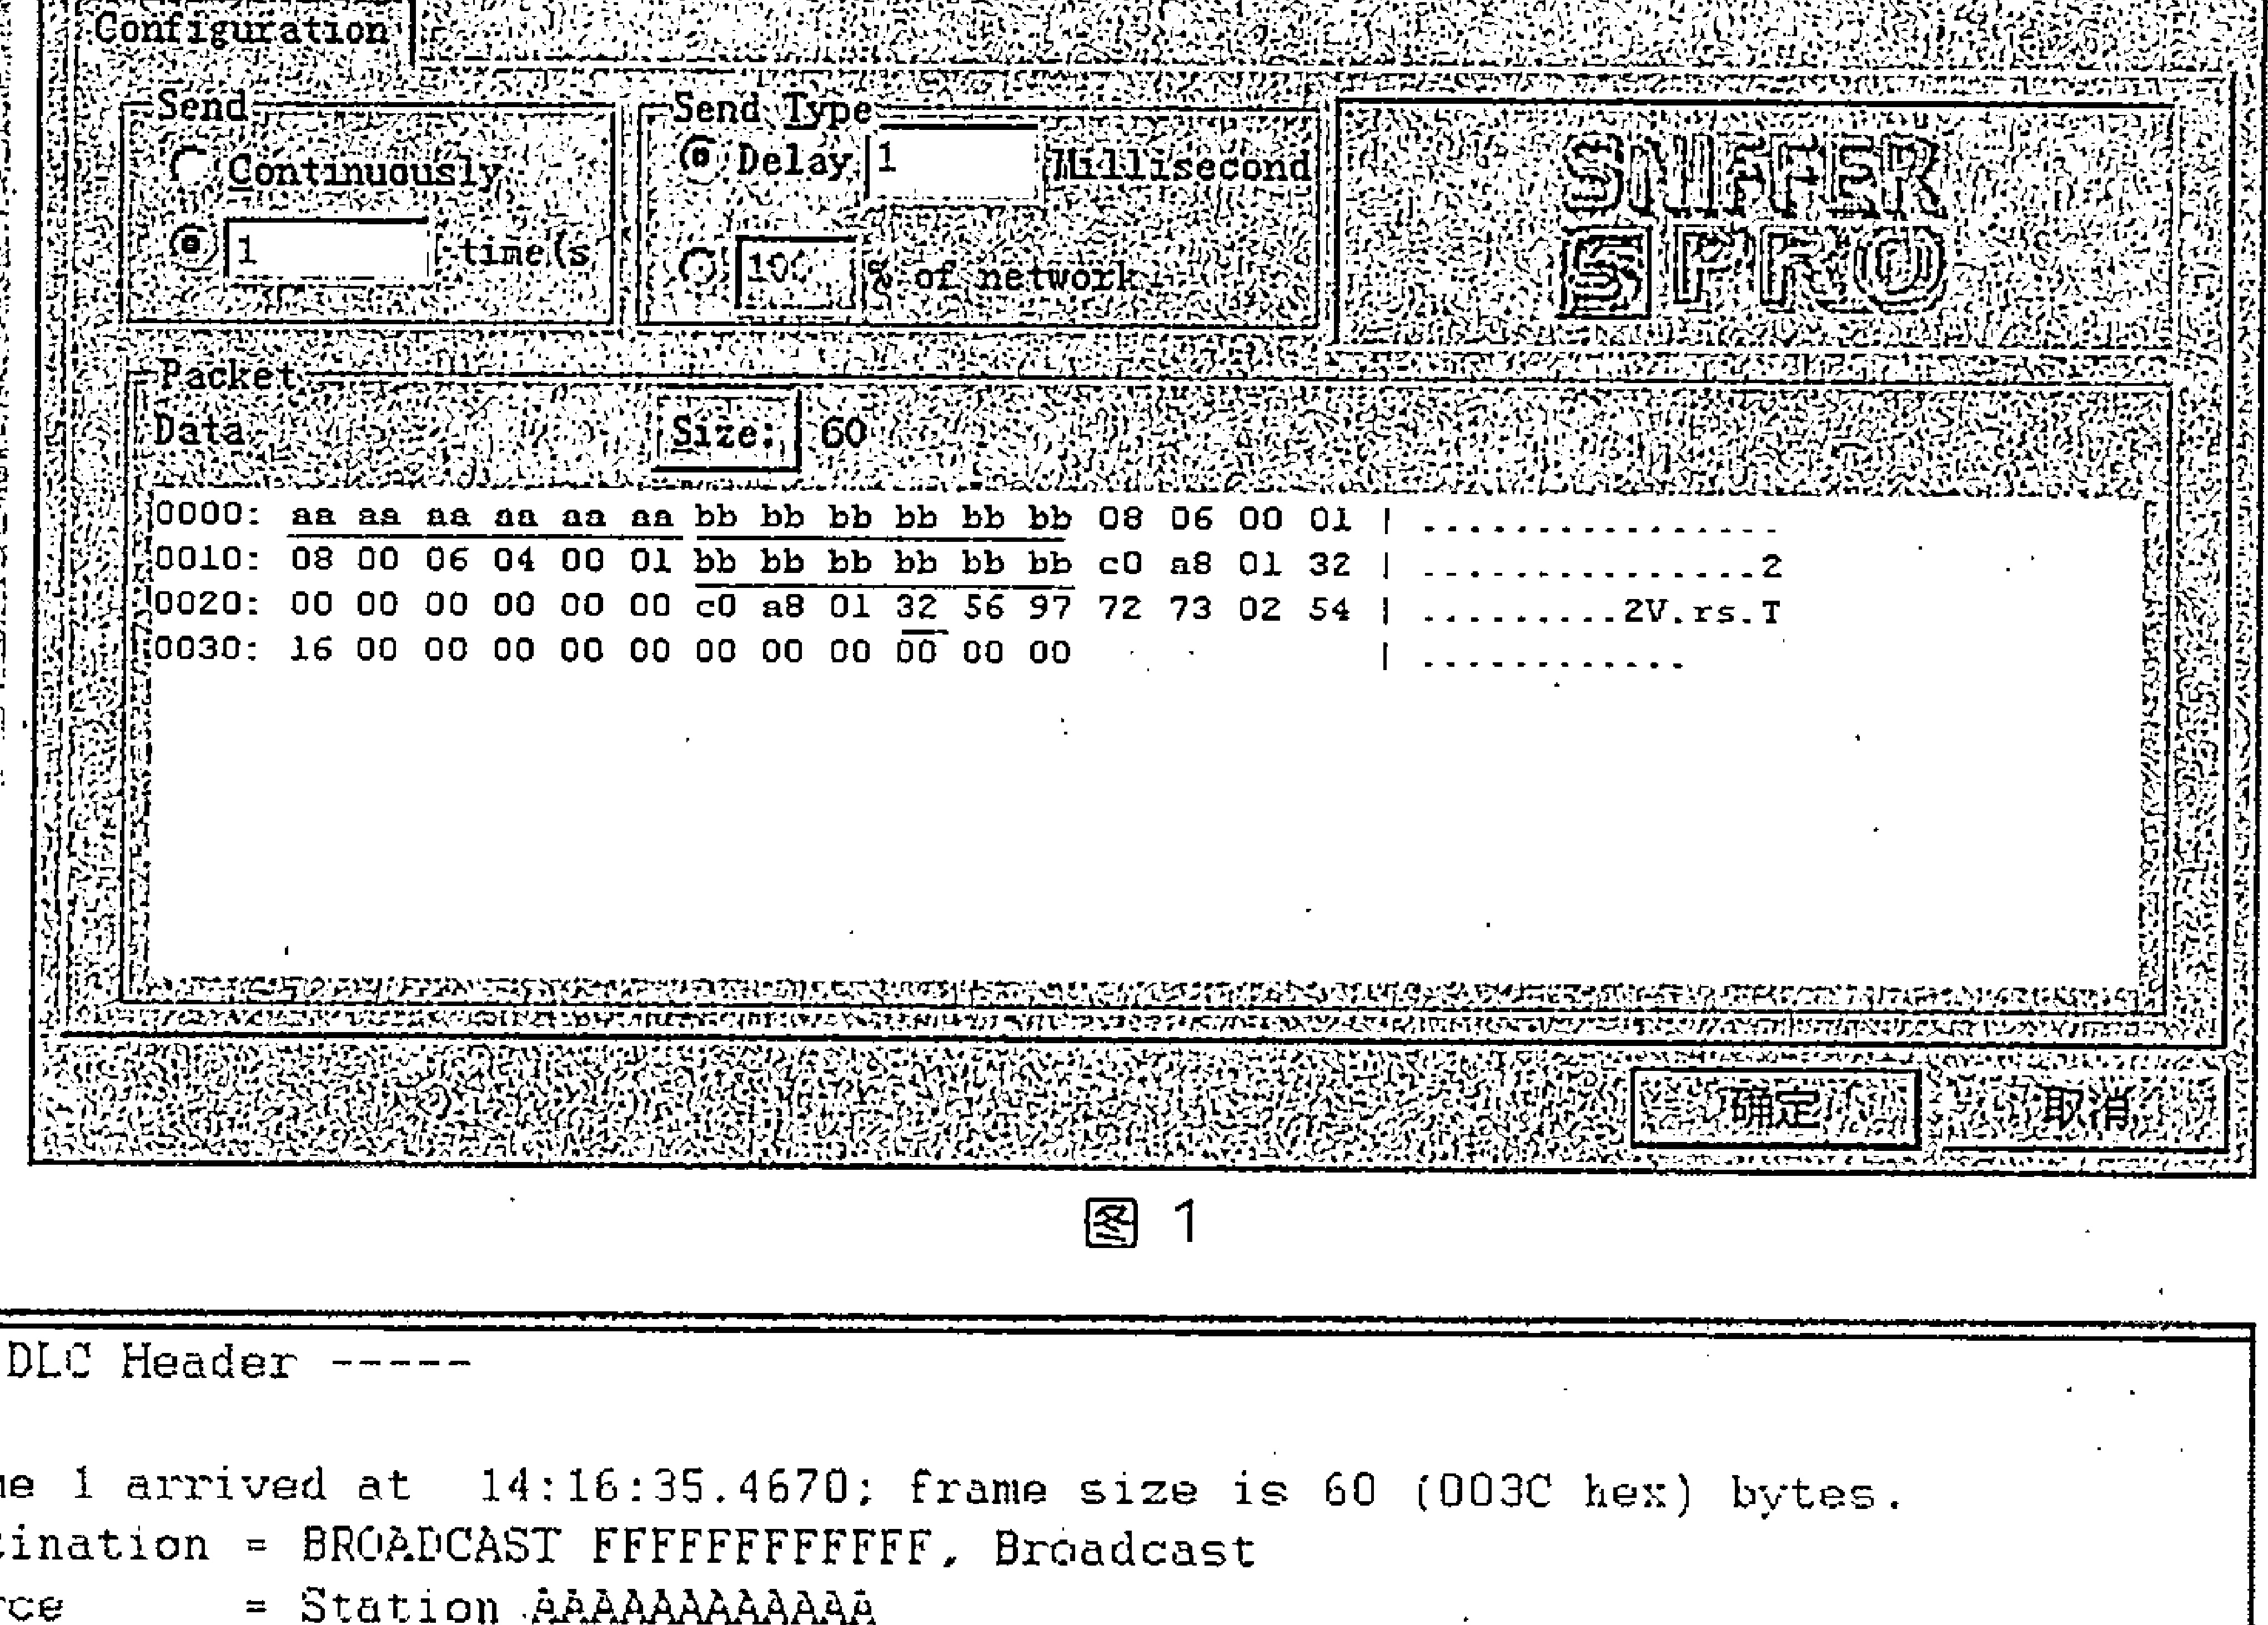 Configuration
Send
Send Type
Continuously
Delay 1 Millisecond
1 time(s
100 % of network
SNIFFER
S PRO
Packet
Data Size: 60
0000: aa aa aa aa aa aa bb bb bb bb bb bb 08 06 00 01 | ................
0010: 08 00 06 04 00 01 bb bb bb bb bb bb c0 a8 01 32 | ...............2
0020: 00 00 00 00 00 00 c0 a8 01 32 56 97 72 73 02 54 | .........2V.rs.T
0030: 16 00 00 00 00 00 00 00 00 00 00 00 | ............
确定 取消
图 1
DLC Header -----
e 1 arrived at 14:16:35.4670; frame size is 60 (003C hex) bytes.
ination = BROADCAST FFFFFFFFFFFF, Broadcast
rce = Station AAAAAAAAAAAA